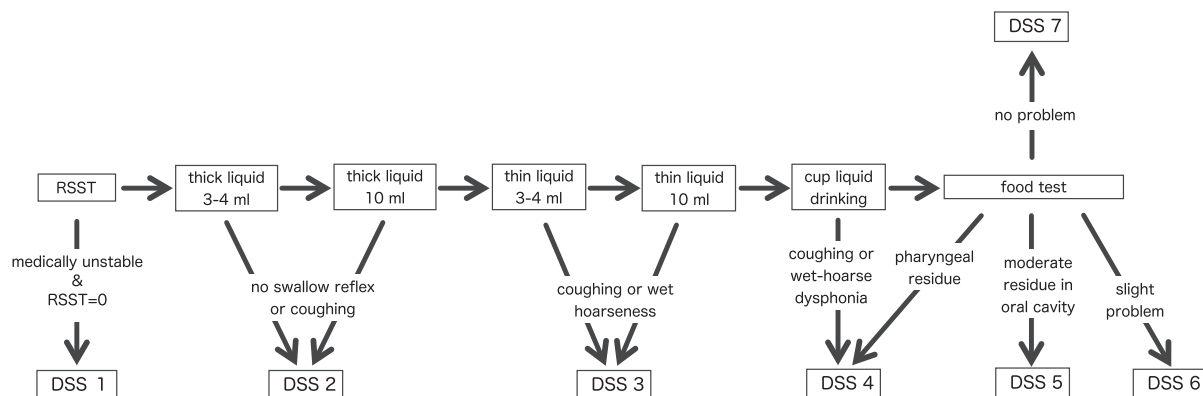 DSS 7
no problem
RSST
thick liquid
3-4 ml
thick liquid
10 ml
thin liquid
3-4 ml
thin liquid
10 ml
cup liquid
drinking
food test
medically unstable
&
RSST=0
no swallow reflex
or coughing
coughing or wet
hoarseness
coughing or
wet-hoarse
dysphonia
pharyngeal
residue
moderate
residue in
oral cavity
slight
problem
DSS 1
DSS 2
DSS 3
DSS 4
DSS 5
DSS 6